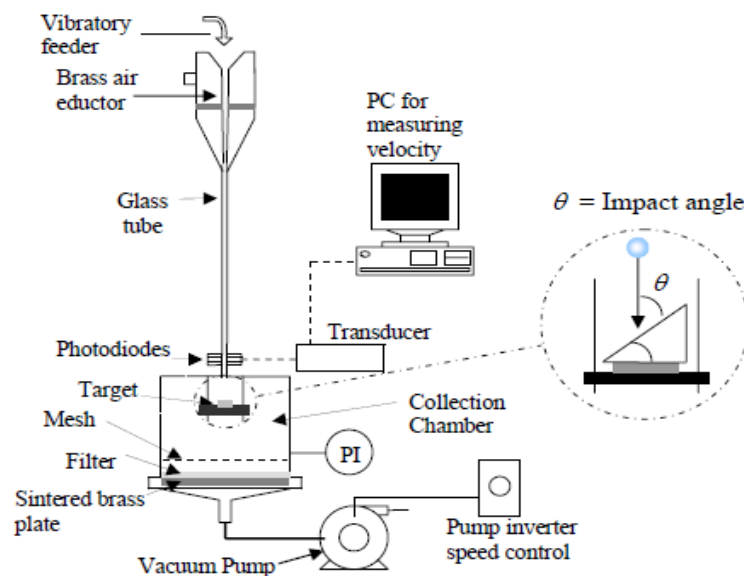 Vibratory
feeder
Brass air
eductor
PC for
measuring
velocity
Glass
tube
θ = Impact angle
θ
Photodiodes
Transducer
Target
Mesh
Collection
Chamber
Filter
PI
Sintered brass
plate
Vacuum Pump
Pump inverter
speed control